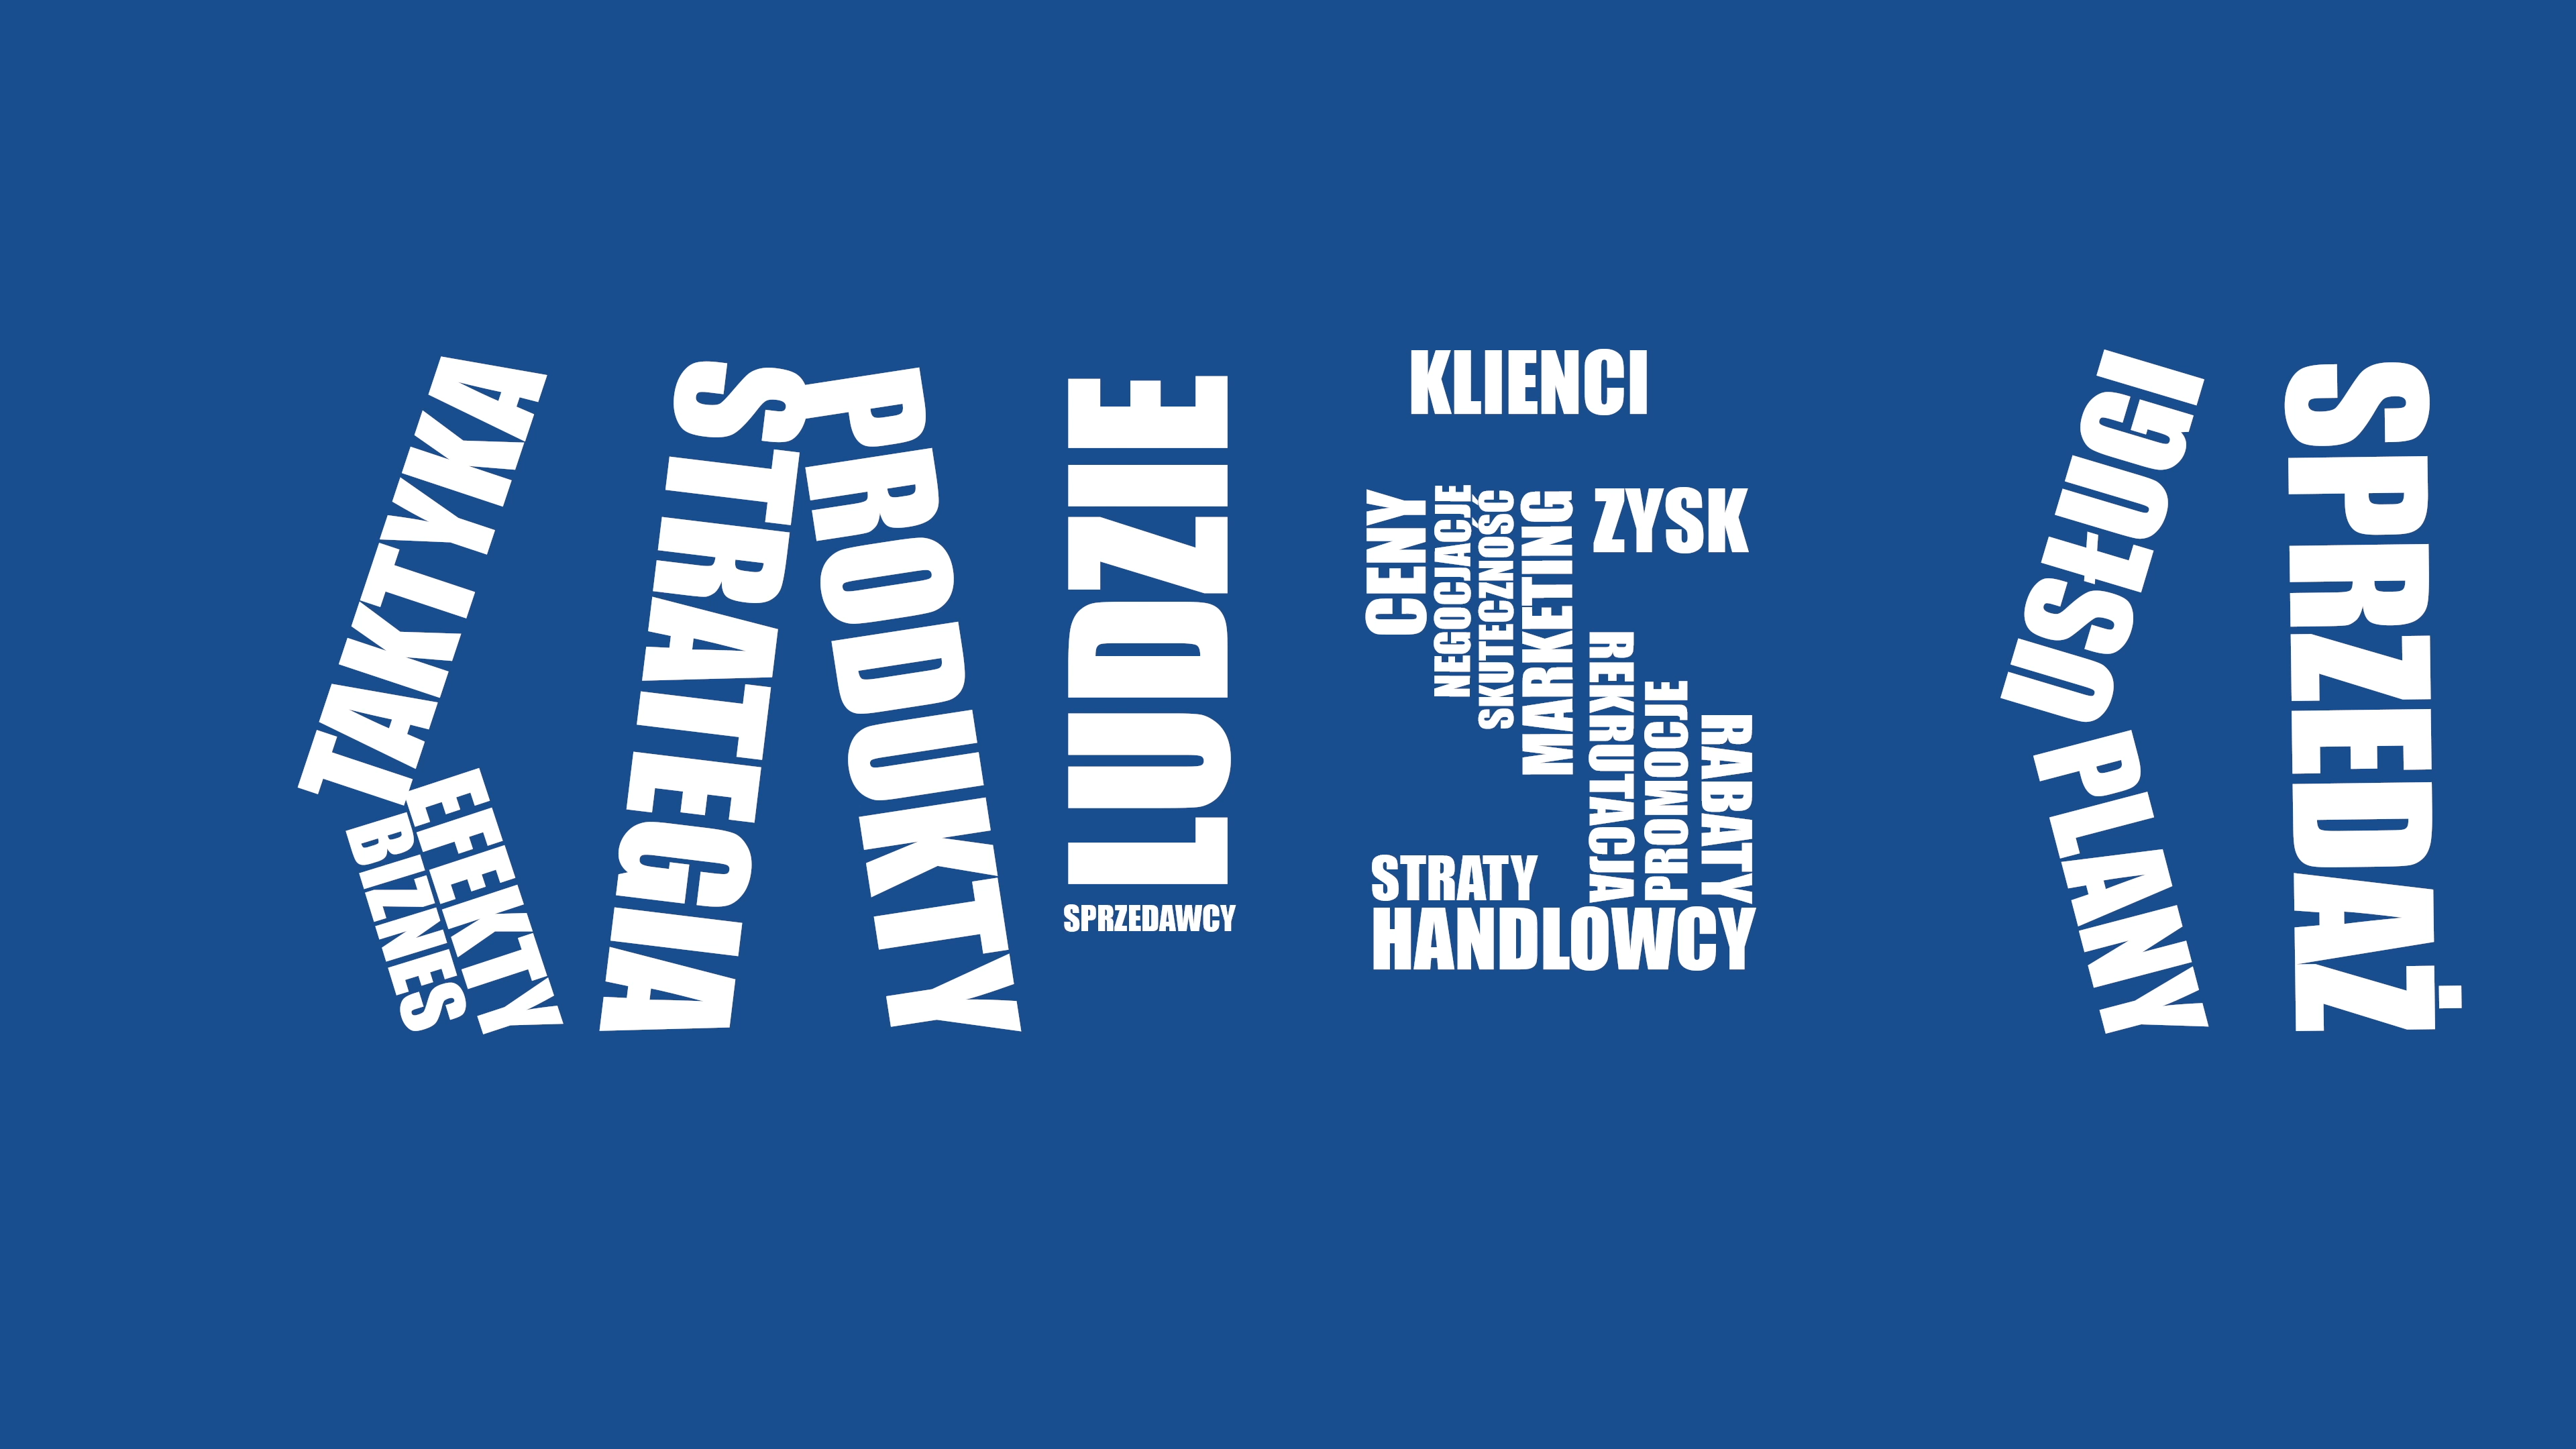 TAKTYKA
BIZNES
EFEKTY
STRATEGIA
PRODUKTY
LUDZIE
SPRZEDAWCY
KLIENCI
CENY
NEGOCJACJE
SKUTECZNOŚĆ
MARKETING
ZYSK
REKRUTACJA
PROMOCJE
RABATY
STRATY
HANDLOWCY
USŁUGI
PLANY
SPRZEDAŻ